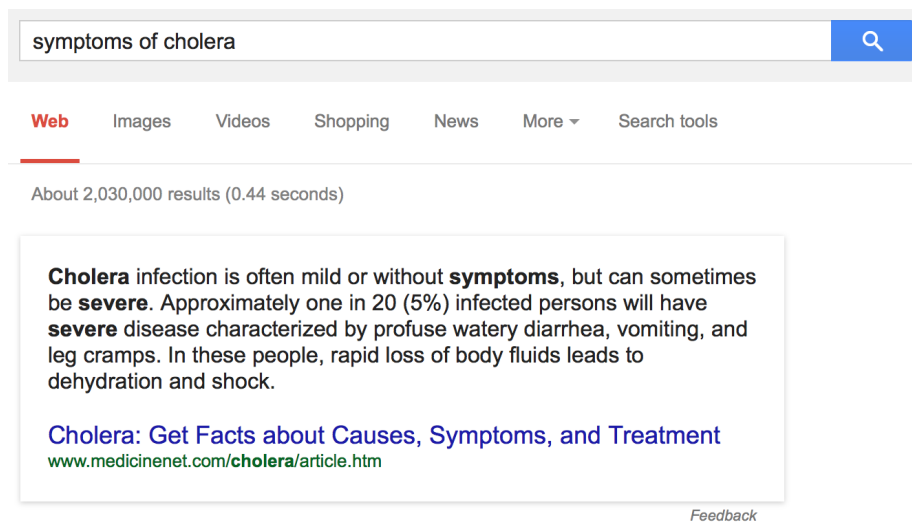 symptoms of cholera
Web Images Videos Shopping News More Search tools
About 2,030,000 results (0.44 seconds)
Cholera infection is often mild or without symptoms, but can sometimes
be severe. Approximately one in 20 (5%) infected persons will have
severe disease characterized by profuse watery diarrhea, vomiting, and
leg cramps. In these people, rapid loss of body fluids leads to
dehydration and shock.
Cholera: Get Facts about Causes, Symptoms, and Treatment
www.medicinenet.com/cholera/article.htm
Feedback